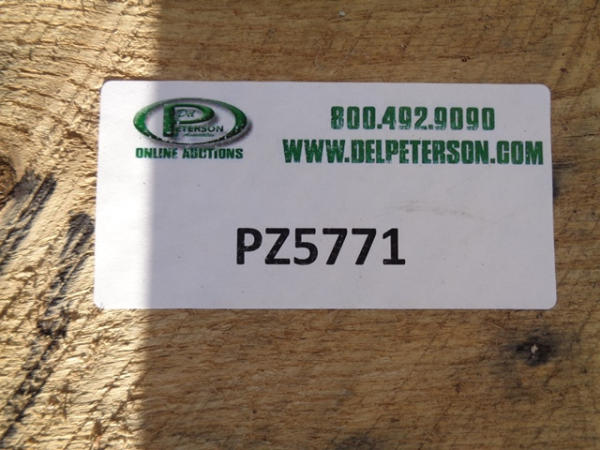 Del
PETERSON
ONLINE AUCTIONS
800.492.9090
WWW.DELPETERSON.COM
PZ5771